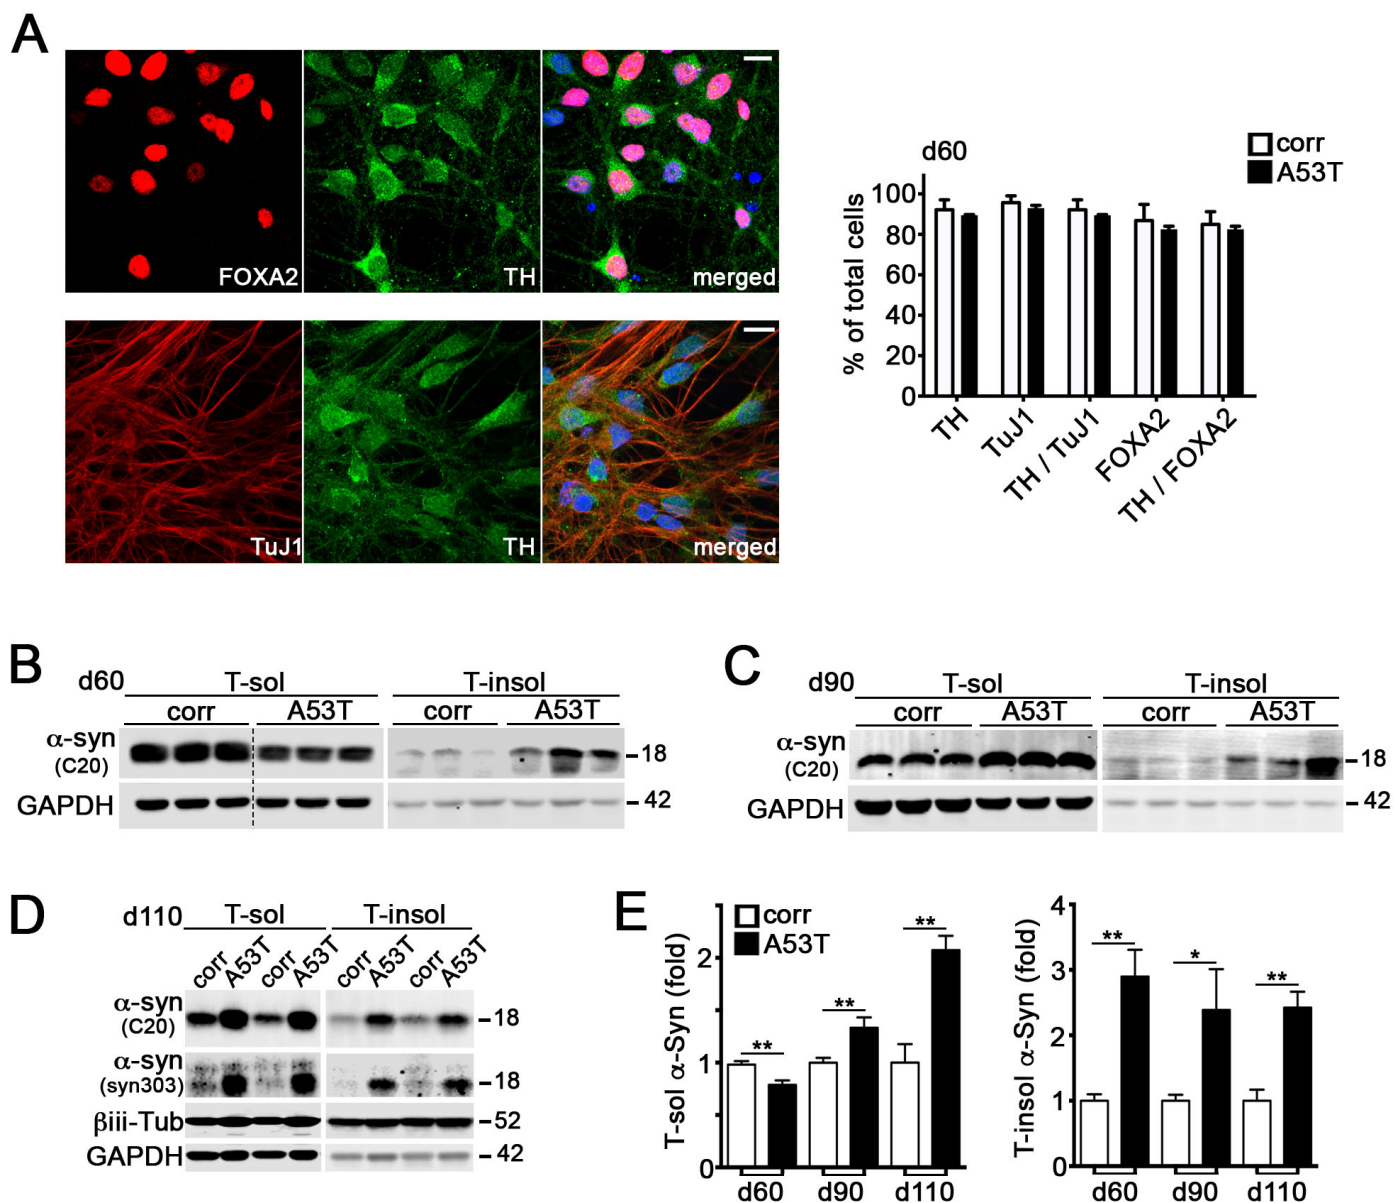 A
FOXA2
TH
merged
TuJ1
TH
merged
d60
corr
A53T
% of total cells
100
80
60
40
20
0
TH
TuJ1
TH / TuJ1
FOXA2
TH / FOXA2
B
d60
T-sol
T-insol
corr
A53T
corr
A53T
α-syn
(C20)
18
GAPDH
42
C
d90
T-sol
T-insol
corr
A53T
corr
A53T
α-syn
(C20)
18
GAPDH
42
D
d110
T-sol
T-insol
corr
A53T
corr
A53T
corr
A53T
corr
A53T
α-syn
(C20)
18
α-syn
(syn303)
18
βiii-Tub
52
GAPDH
42
E
corr
A53T
T-sol α-Syn (fold)
2
1
0
**
**
**
d60
d90
d110
T-insol α-Syn (fold)
4
3
2
1
0
**
*
**
d60
d90
d110